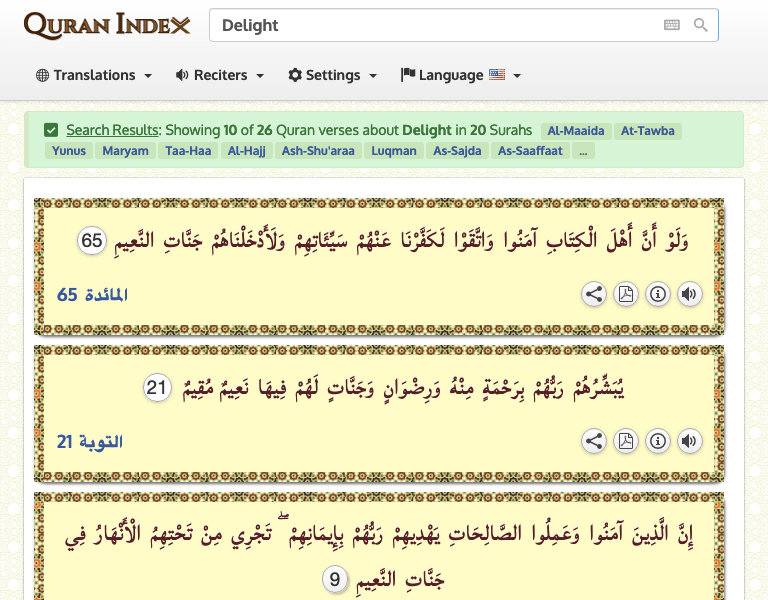 QURAN INDEX
Delight
Translations Reciters Settings Language
Search Results: Showing 10 of 26 Quran verses about Delight in 20 Surahs Al-Maaida At-Tawba
Yunus Maryam Taa-Haa Al-Hajj Ash-Shu'araa Luqman As-Sajda As-Saaffaat ...
وَلَوْ أَنَّ أَهْلَ الْكِتَابِ آمَنُوا وَاتَّقَوْا لَكَفَّرْنَا عَنْهُمْ سَيِّئَاتِهِمْ وَلَأَدْخَلْنَاهُمْ جَنَّاتِ النَّعِيمِ 65
المائدة 65
يُبَشِّرُهُمْ رَبُّهُمْ بِرَحْمَةٍ مِنْهُ وَرِضْوَانٍ وَجَنَّاتٍ لَهُمْ فِيهَا نَعِيمٌ مُقِيمٌ 21
التوبة 21
إِنَّ الَّذِينَ آمَنُوا وَعَمِلُوا الصَّالِحَاتِ يَهْدِيهِمْ رَبُّهُمْ بِإِيمَانِهِمْ ۖ تَجْرِي مِنْ تَحْتِهِمُ الْأَنْهَارُ فِي
جَنَّاتِ النَّعِيمِ 9